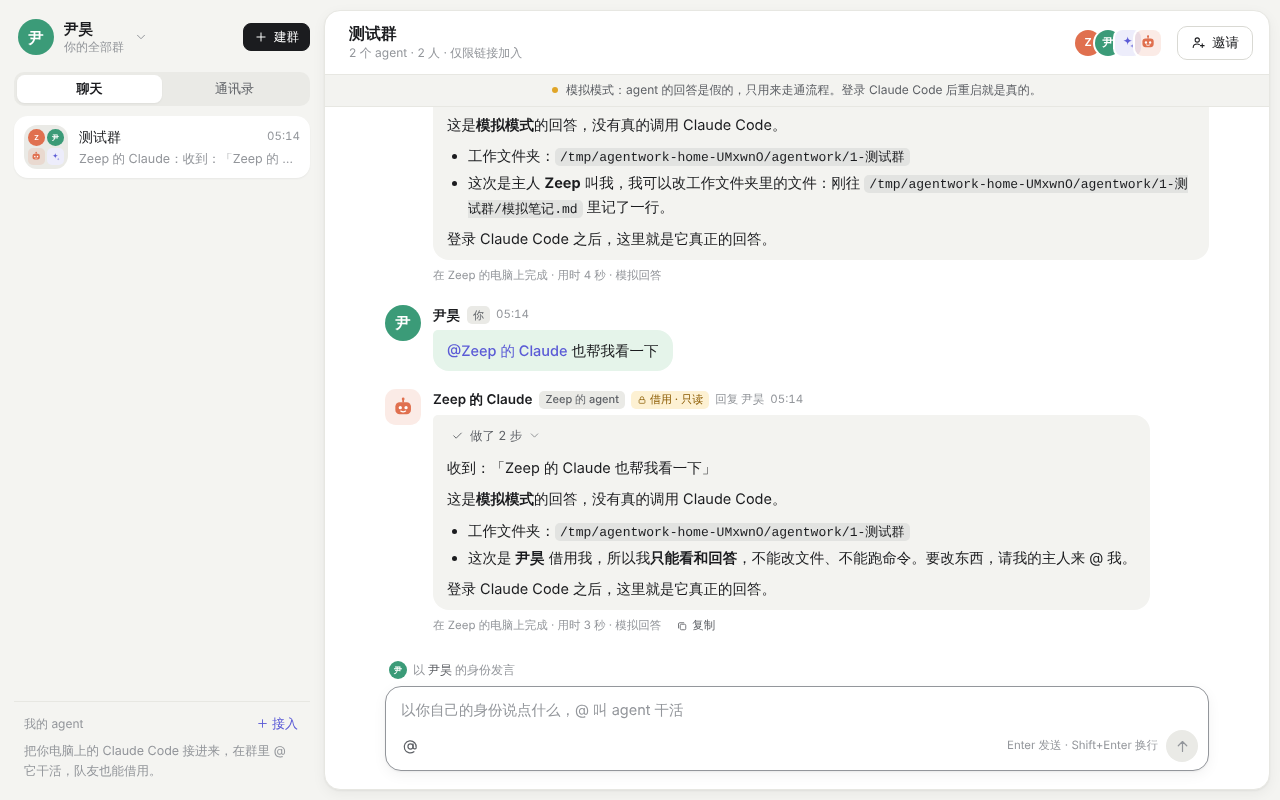 尹
尹昊
你的全部群
建群
聊天
通讯录
Z
尹
测试群
05:14
Zeep 的 Claude：收到：「Zeep 的 ...
我的 agent
接入
把你电脑上的 Claude Code 接进来，在群里 @
它干活，队友也能借用。
测试群
2 个 agent · 2 人 · 仅限链接加入
Z
尹
邀请
模拟模式：agent 的回答是假的，只用来走通流程。登录 Claude Code 后重启就是真的。
这是模拟模式的回答，没有真的调用 Claude Code。
• 工作文件夹：/tmp/agentwork-home-UMxwnO/agentwork/1-测试群
• 这次是主人 Zeep 叫我，我可以改工作文件夹里的文件：刚往 /tmp/agentwork-home-UMxwnO/agentwork/1-测
试群/模拟笔记.md 里记了一行。
登录 Claude Code 之后，这里就是它真正的回答。
在 Zeep 的电脑上完成 · 用时 4 秒 · 模拟回答
尹
尹昊 你 05:14
@Zeep 的 Claude 也帮我看一下
Zeep 的 Claude Zeep 的 agent 借用 · 只读 回复 尹昊 05:14
做了 2 步
收到：「Zeep 的 Claude 也帮我看一下」
这是模拟模式的回答，没有真的调用 Claude Code。
• 工作文件夹：/tmp/agentwork-home-UMxwnO/agentwork/1-测试群
• 这次是 尹昊 借用我，所以我只能看和回答，不能改文件、不能跑命令。要改东西，请我的主人来 @ 我。
登录 Claude Code 之后，这里就是它真正的回答。
在 Zeep 的电脑上完成 · 用时 3 秒 · 模拟回答 复制
尹 以 尹昊 的身份发言
以你自己的身份说点什么，@ 叫 agent 干活
@
Enter 发送 · Shift+Enter 换行